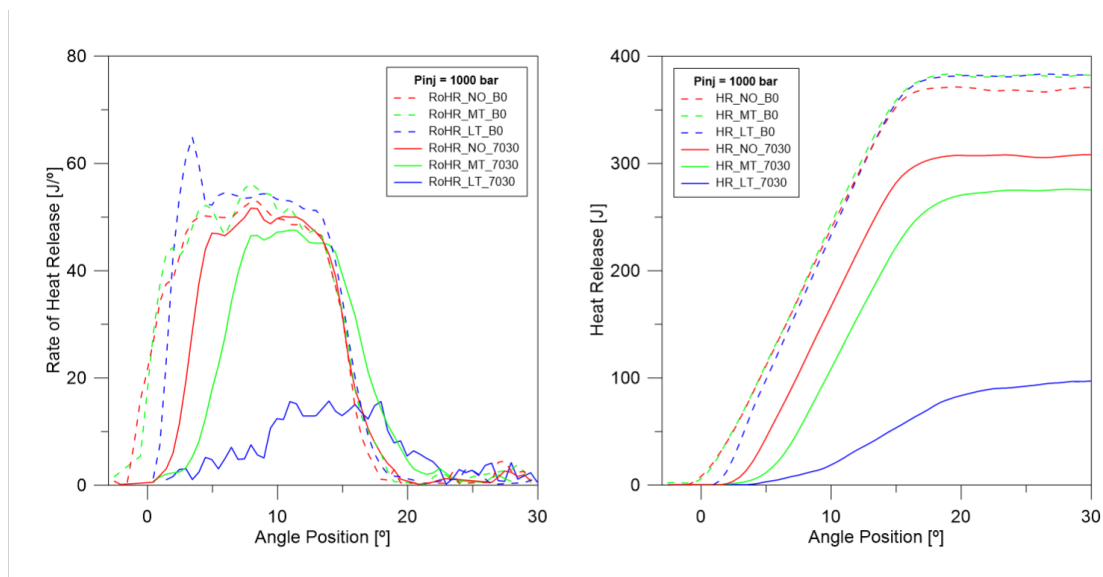 80
60
40
20
0
Rate of Heat Release [J/º]
Pinj = 1000 bar
RoHR_NO_B0
RoHR_MT_B0
RoHR_LT_B0
RoHR_NO_7030
RoHR_MT_7030
RoHR_LT_7030
0 10 20 30
Angle Position [º]
400
300
200
100
0
Heat Release [J]
Pinj = 1000 bar
HR_NO_B0
HR_MT_B0
HR_LT_B0
HR_NO_7030
HR_MT_7030
HR_LT_7030
0 10 20 30
Angle Position [º]